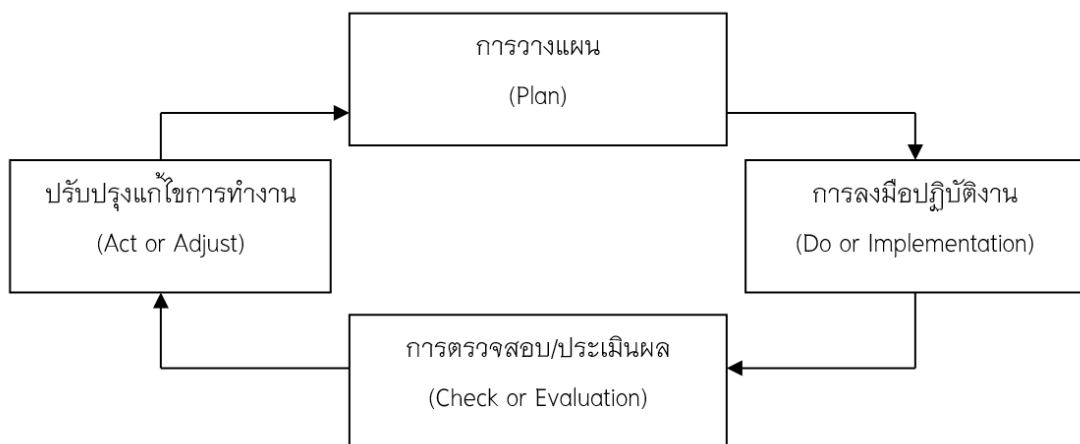 การวางแผน
(Plan)
ปรับปรุงแก้ไขการทำงาน
(Act or Adjust)
การลงมือปฏิบัติงาน
(Do or Implementation)
การตรวจสอบ/ประเมินผล
(Check or Evaluation)